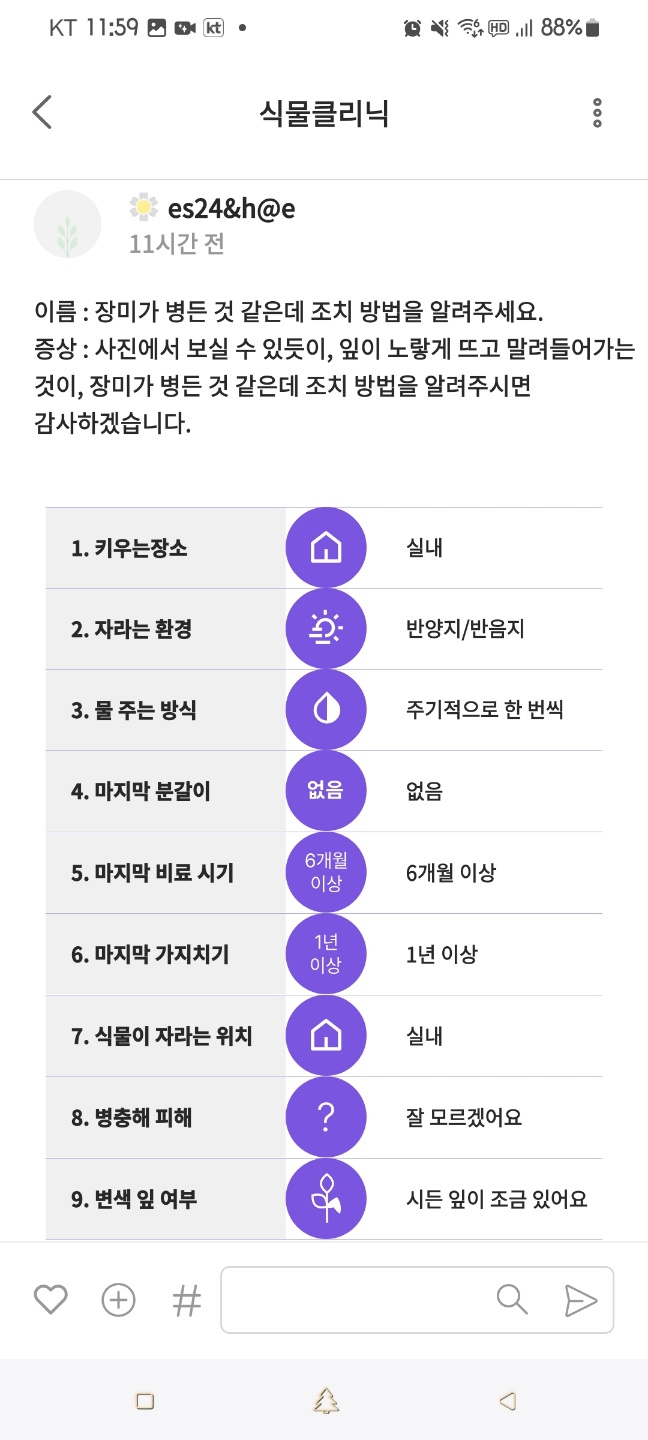 KT 11:59 kt HD 88%
식물클리닉
es24&h@e
11시간 전
이름 : 장미가 병든 것 같은데 조치 방법을 알려주세요.
증상 : 사진에서 보실 수 있듯이, 잎이 노랗게 뜨고 말려들어가는
것이, 장미가 병든 것 같은데 조치 방법을 알려주시면
감사하겠습니다.
1. 키우는장소 실내
2. 자라는 환경 반양지/반음지
3. 물 주는 방식 주기적으로 한 번씩
4. 마지막 분갈이 없음 없음
5. 마지막 비료 시기 6개월 이상 6개월 이상
6. 마지막 가지치기 1년 이상 1년 이상
7. 식물이 자라는 위치 실내
8. 병충해 피해 ? 잘 모르겠어요
9. 변색 잎 여부 시든 잎이 조금 있어요
#